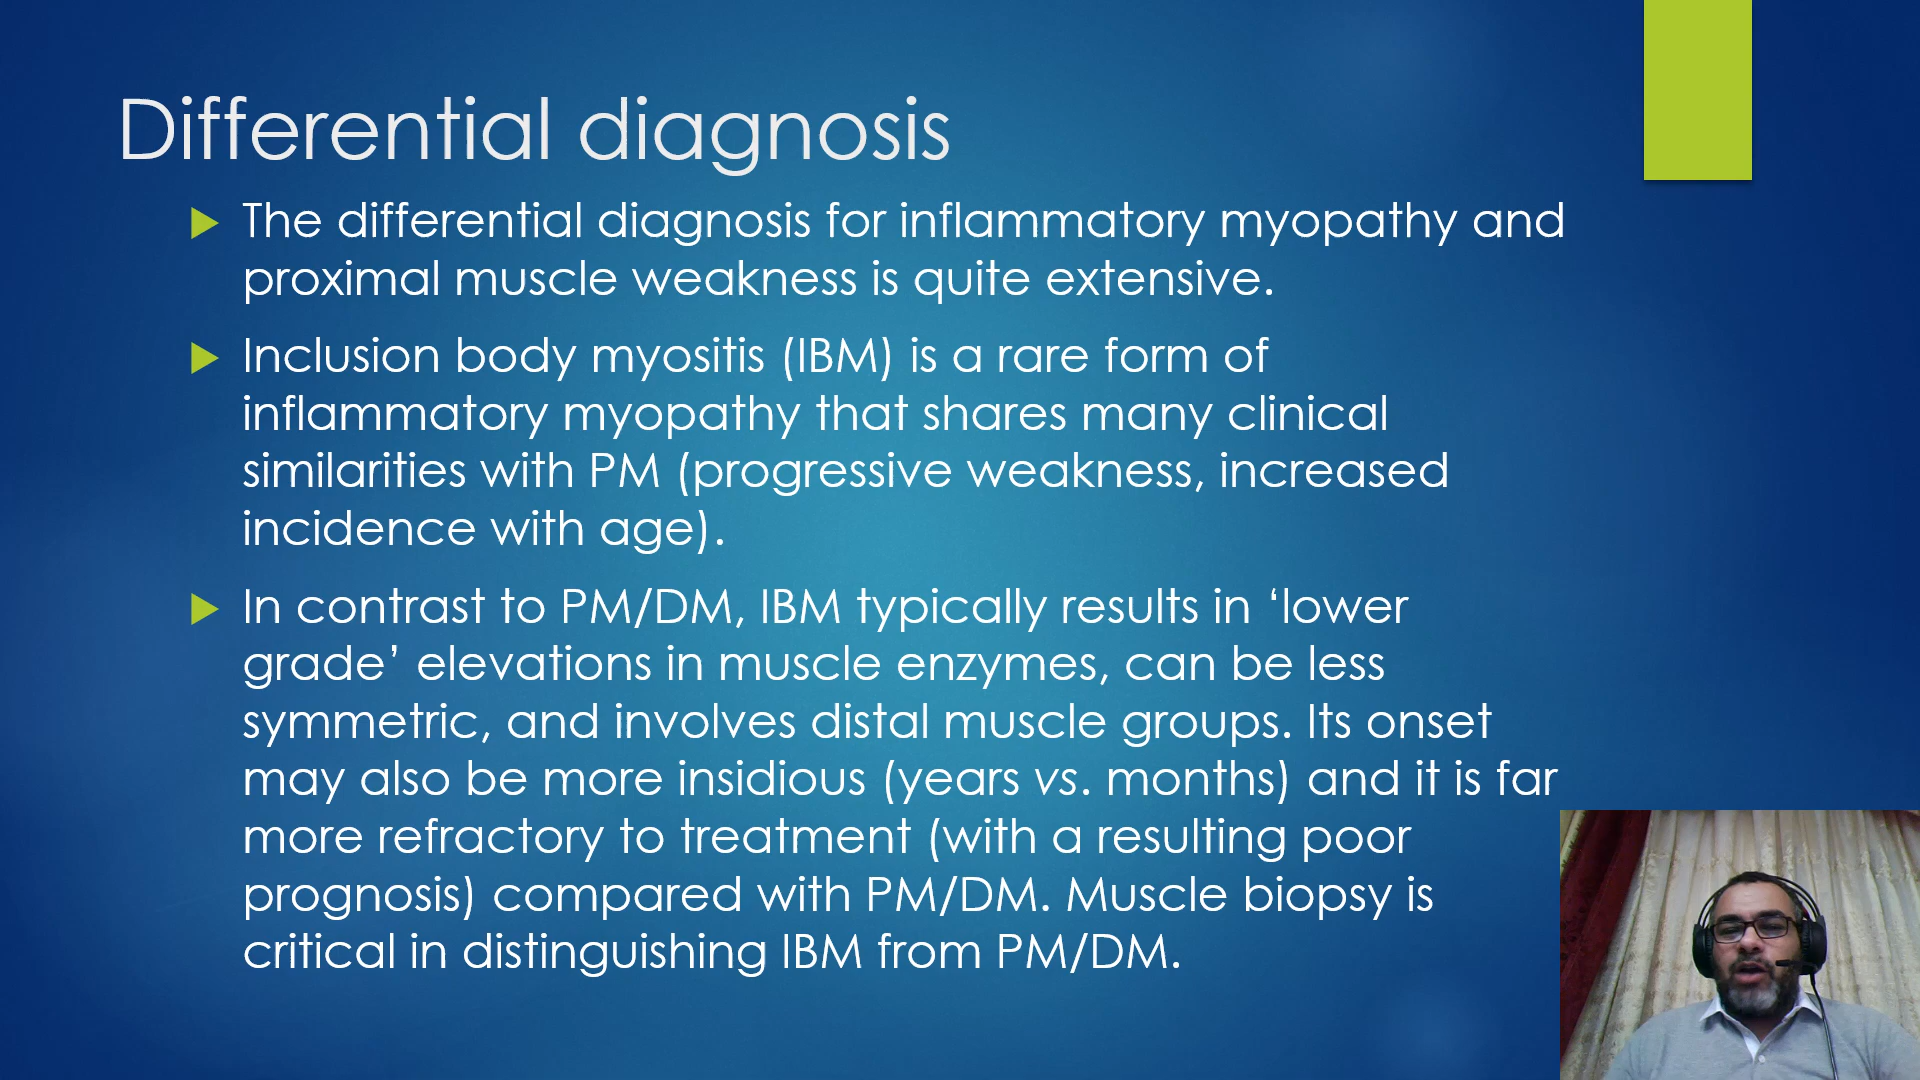 Differential diagnosis
The differential diagnosis for inflammatory myopathy and
proximal muscle weakness is quite extensive.
Inclusion body myositis (IBM) is a rare form of
inflammatory myopathy that shares many clinical
similarities with PM (progressive weakness, increased
incidence with age).
In contrast to PM/DM, IBM typically results in ‘lower
grade’ elevations in muscle enzymes, can be less
symmetric, and involves distal muscle groups. Its onset
may also be more insidious (years vs. months) and it is far
more refractory to treatment (with a resulting poor
prognosis) compared with PM/DM. Muscle biopsy is
critical in distinguishing IBM from PM/DM.